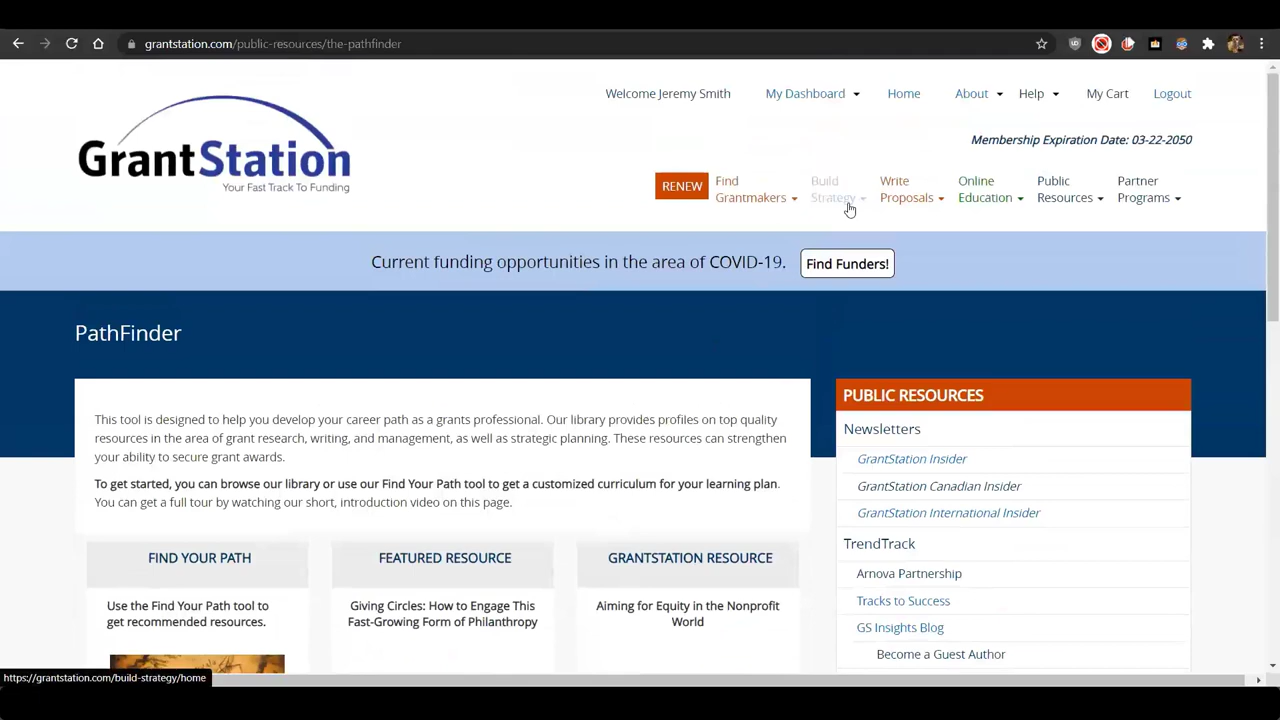 grantstation.com/public-resources/the-pathfinder
Welcome Jeremy Smith
My Dashboard
Home
About
Help
My Cart
Logout
GrantStation
Your Fast Track To Funding
Membership Expiration Date: 03-22-2050
RENEW
Find
Grantmakers
Build
Strategy
Write
Proposals
Online
Education
Public
Resources
Partner
Programs
Current funding opportunities in the area of COVID-19.
Find Funders!
PathFinder
This tool is designed to help you develop your career path as a grants professional. Our library provides profiles on top quality
resources in the area of grant research, writing, and management, as well as strategic planning. These resources can strengthen
your ability to secure grant awards.
To get started, you can browse our library or use our Find Your Path tool to get a customized curriculum for your learning plan.
You can get a full tour by watching our short, introduction video on this page.
FIND YOUR PATH
Use the Find Your Path tool to
get recommended resources.
FEATURED RESOURCE
Giving Circles: How to Engage This
Fast-Growing Form of Philanthropy
GRANTSTATION RESOURCE
Aiming for Equity in the Nonprofit
World
PUBLIC RESOURCES
Newsletters
GrantStation Insider
GrantStation Canadian Insider
GrantStation International Insider
TrendTrack
Arnova Partnership
Tracks to Success
GS Insights Blog
Become a Guest Author
https://grantstation.com/build-strategy/home